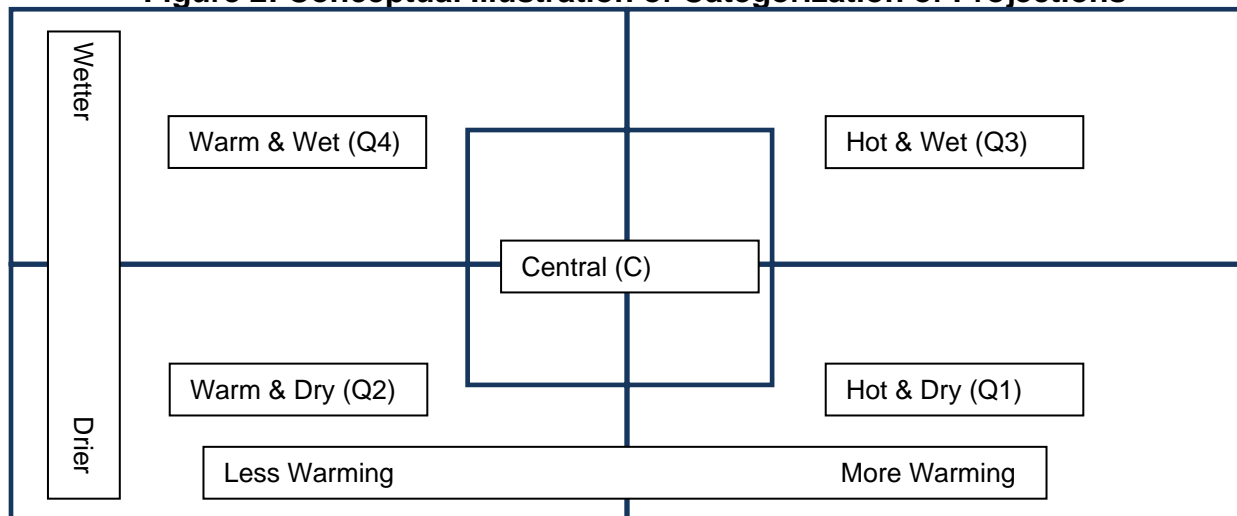 Figure 2: Conceptual Illustration of Categorization of Projections
Wetter
Warm & Wet (Q4)
Hot & Wet (Q3)
Central (C)
Warm & Dry (Q2)
Hot & Dry (Q1)
Drier
Less Warming
More Warming